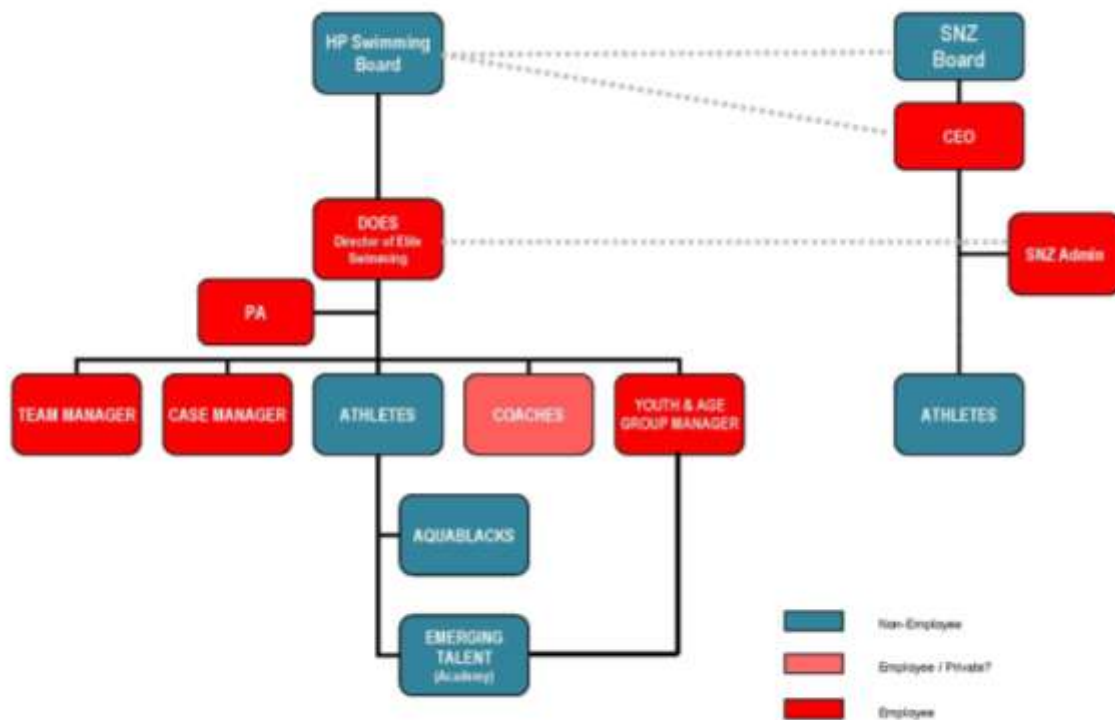 HP Swimming
Board
SNZ
Board
CEO
DOES
Director of Elite
Swimming
SNZ Admin
PA
TEAM MANAGER
CASE MANAGER
ATHLETES
COACHES
YOUTH & AGE
GROUP MANAGER
ATHLETES
AQUABLACKS
EMERGING
TALENT
(Academy)
Non-Employee
Employee / Private?
Employee